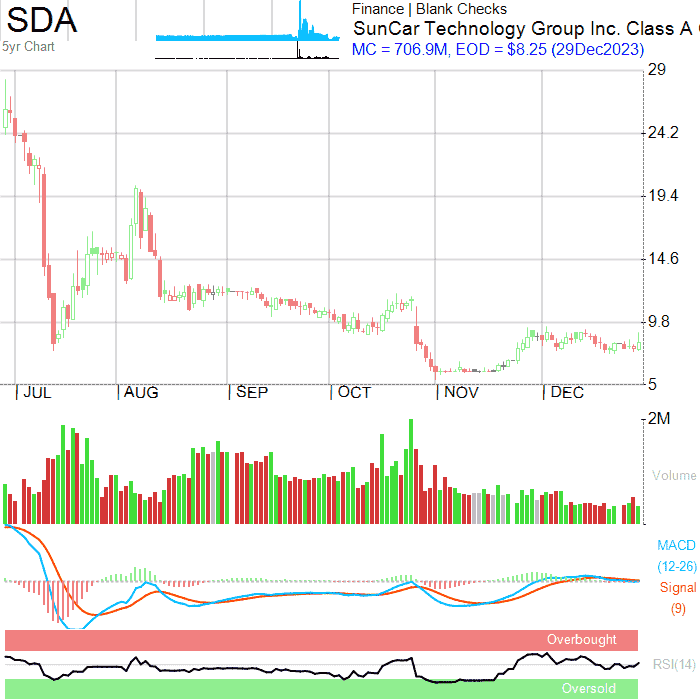 SDA
5yr Chart
Finance | Blank Checks
SunCar Technology Group Inc. Class A
MC = 706.9M, EOD = $8.25 (29Dec2023)
29
24.2
19.4
14.6
9.8
5
JUL AUG SEP OCT NOV DEC
2M
Volume
MACD
(12-26)
Signal
(9)
Overbought
RSI(14)
Oversold